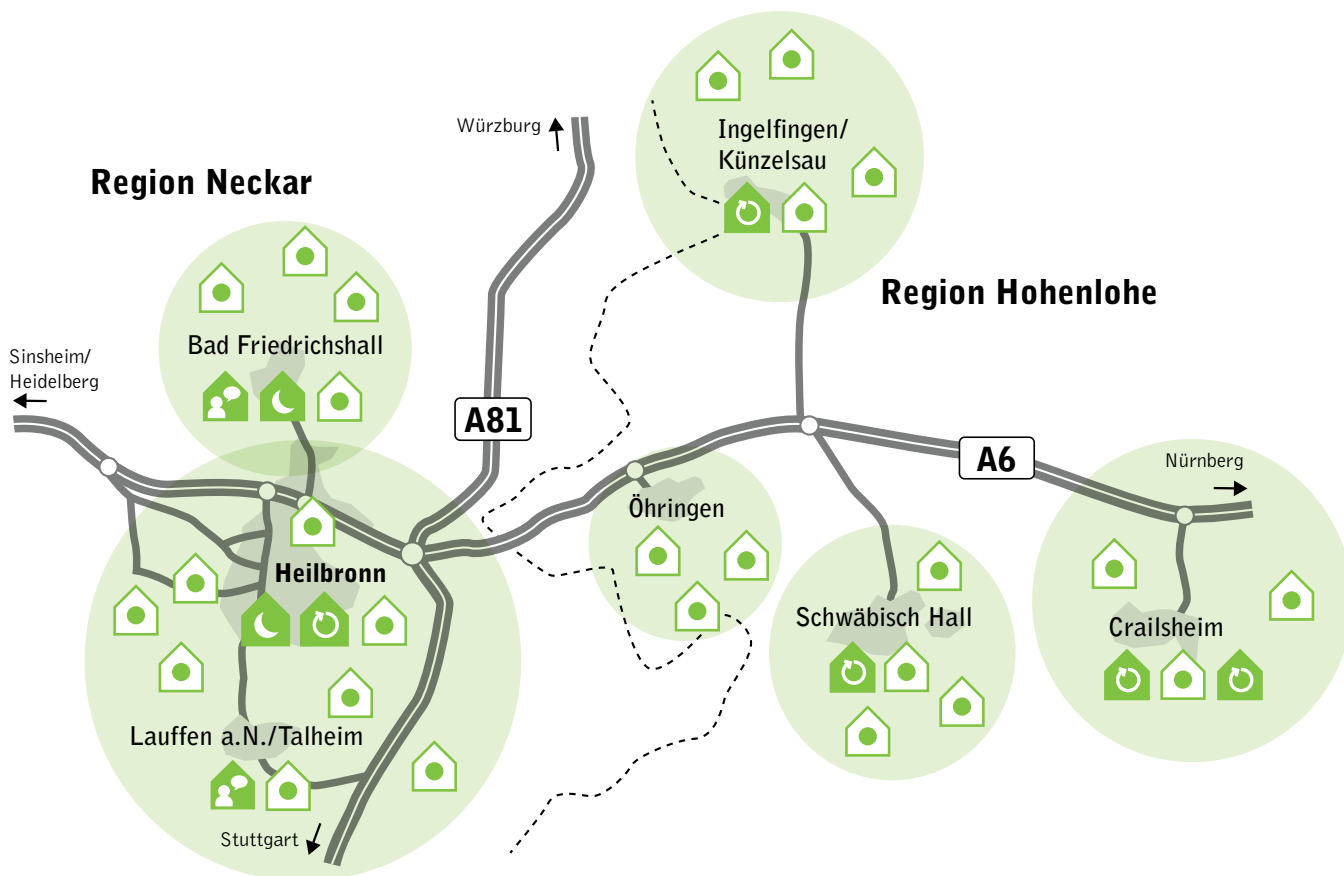 Würzburg
Ingelfingen/
Künzelsau
Region Neckar
Region Hohenlohe
Bad Friedrichshall
Sinsheim/
Heidelberg
A81
A6
Nürnberg
Öhringen
Heilbronn
Schwäbisch Hall
Crailsheim
Lauffen a.N./Talheim
Stuttgart